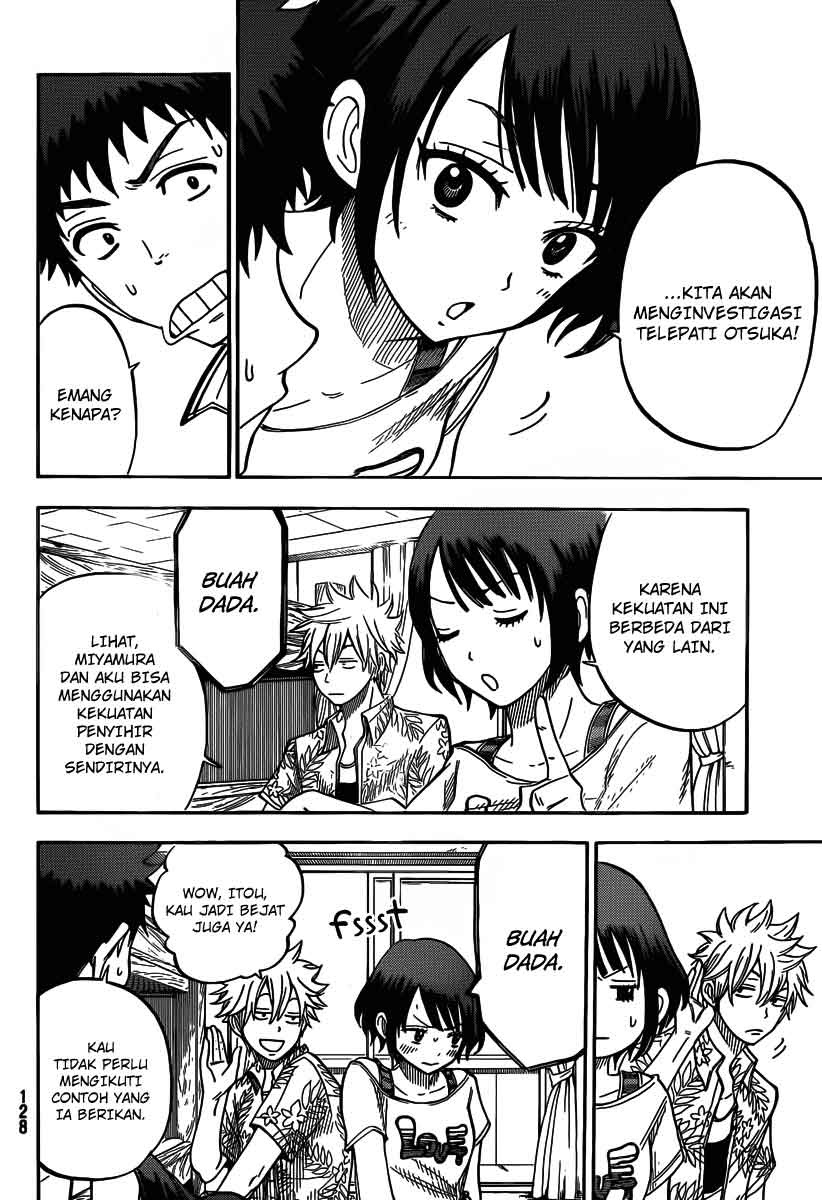 ...KITA AKAN
MENGINVESTIGASI
TELEPATI OTSUKA!
EMANG
KENAPA?
KARENA
KEKUATAN INI
BERBEDA DARI
YANG LAIN.
BUAH
DADA.
LIHAT,
MIYAMURA
DAN AKU BISA
MENGGUNAKAN
KEKUATAN
PENYIHIR
DENGAN
SENDIRINYA.
BUAH
DADA.
fssst
LOVE
WOW, ITOU,
KAU JADI BEJAT
JUGA YA!
KAU
TIDAK PERLU
MENGIKUTI
CONTOH YANG
IA BERIKAN.
128